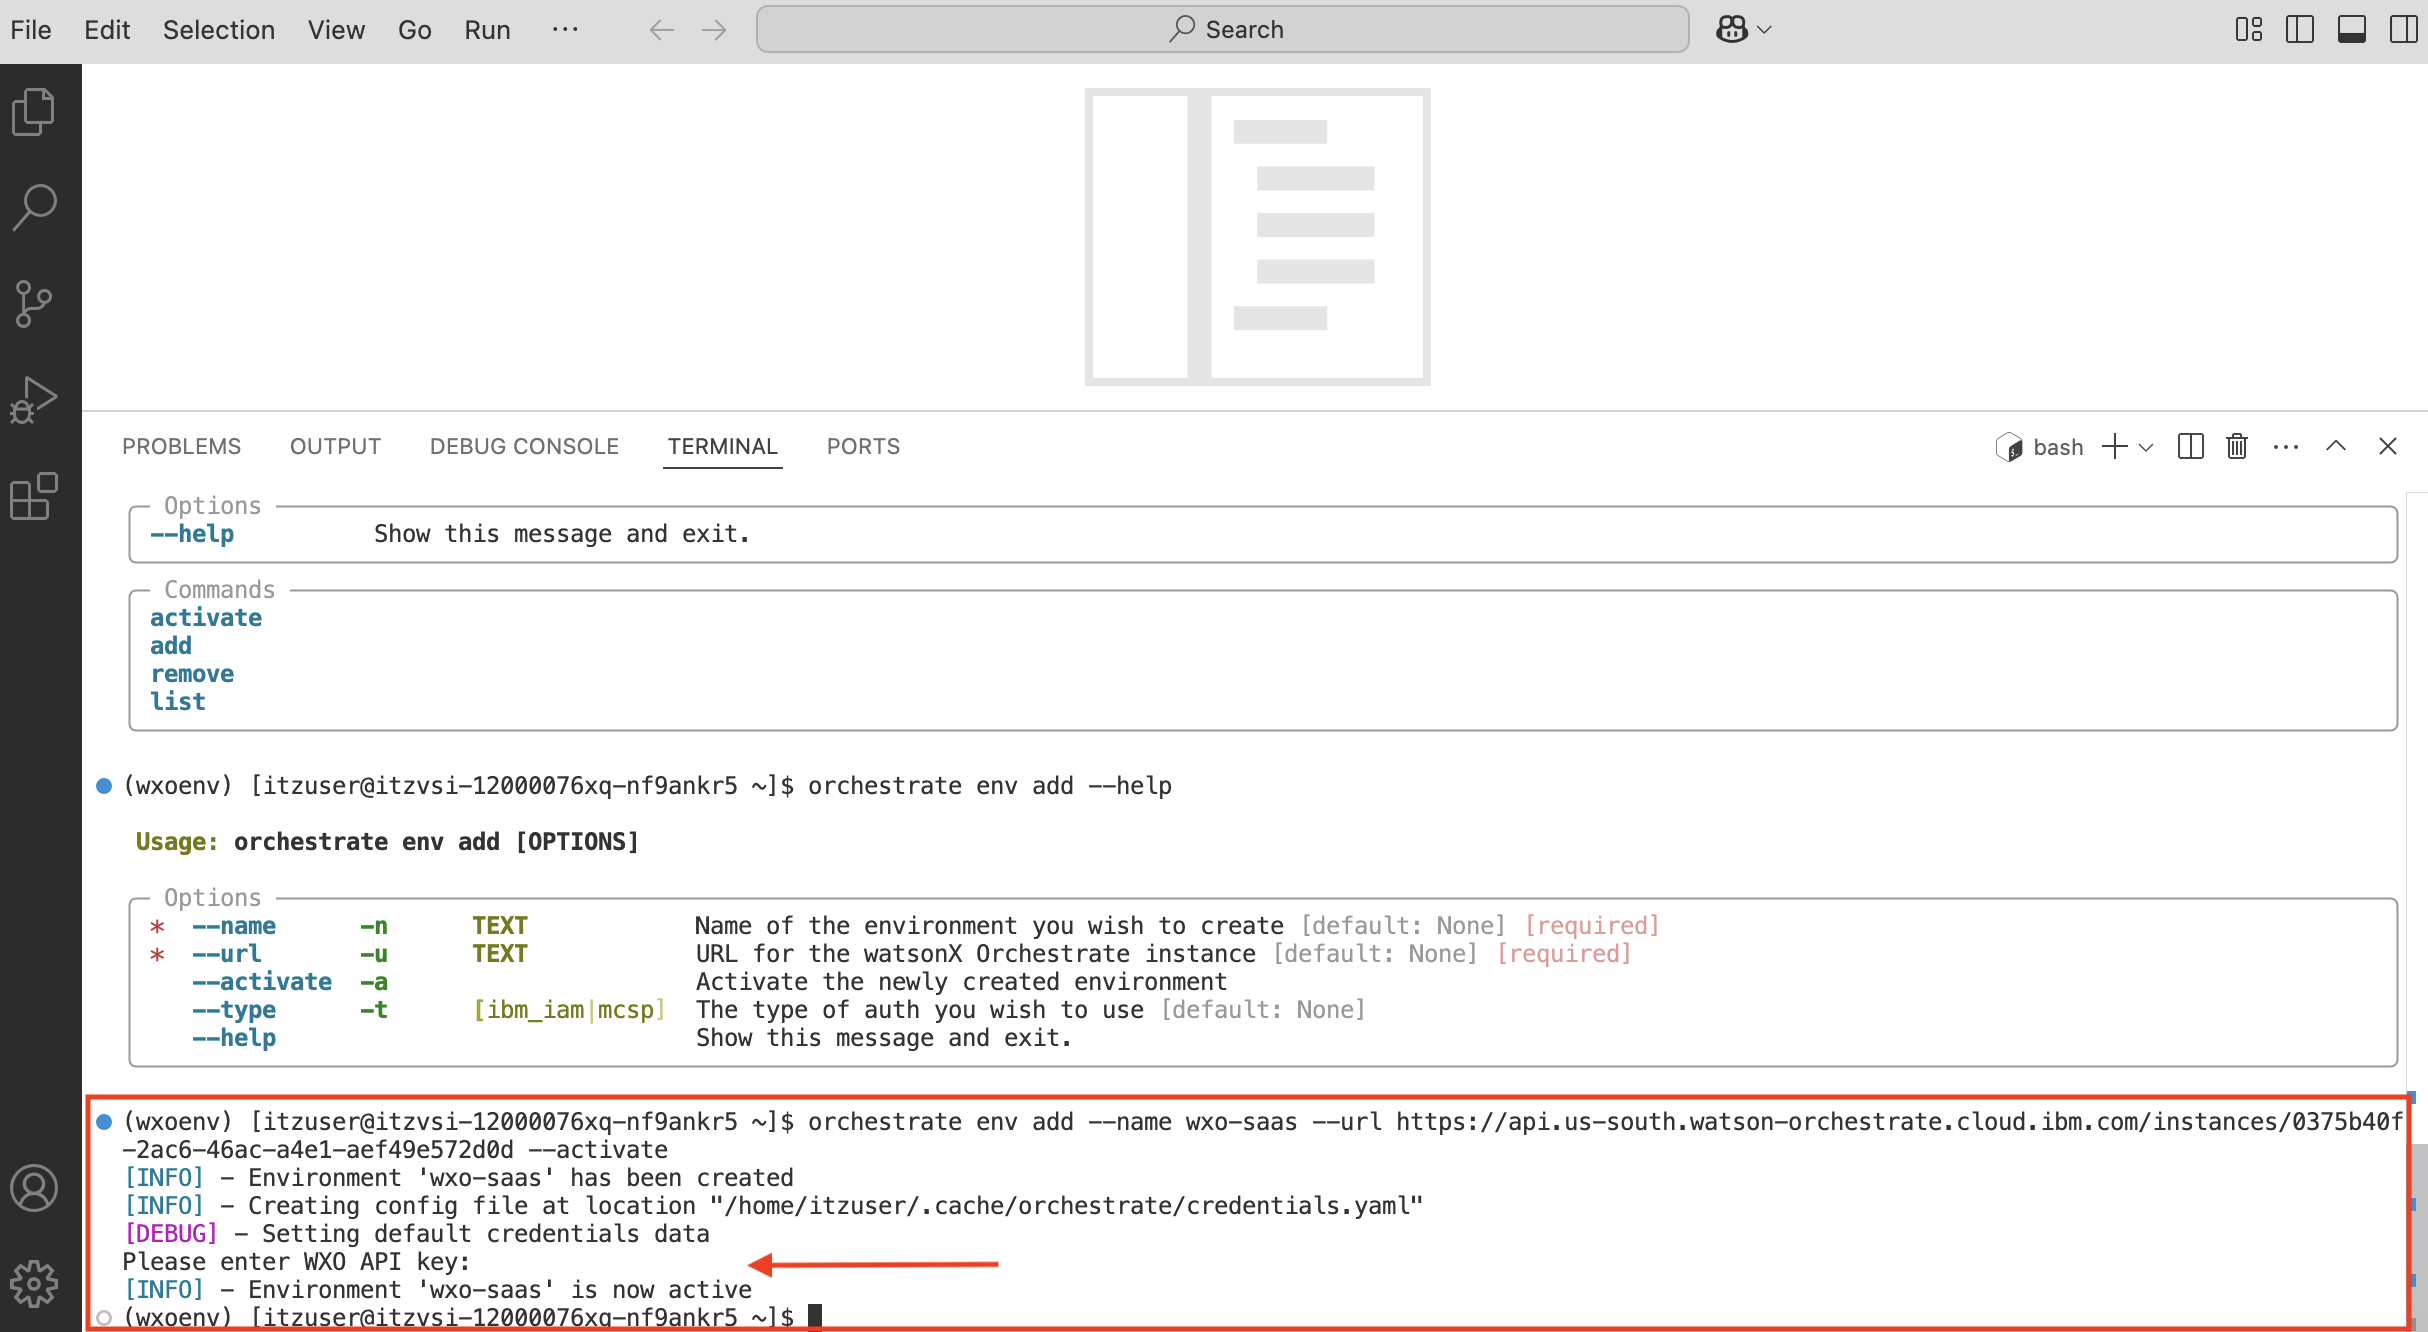 File Edit Selection View Go Run ···
Search
PROBLEMS OUTPUT DEBUG CONSOLE TERMINAL PORTS
bash
Options
--help Show this message and exit.
Commands
activate
add
remove
list
(wxoenv) [itzuser@itzvsi-12000076xq-nf9ankr5 ~]$ orchestrate env add --help
Usage: orchestrate env add [OPTIONS]
Options
* --name -n TEXT Name of the environment you wish to create [default: None] [required]
* --url -u TEXT URL for the watsonX Orchestrate instance [default: None] [required]
--activate -a Activate the newly created environment
--type -t [ibm_iam|mcsp] The type of auth you wish to use [default: None]
--help Show this message and exit.
(wxoenv) [itzuser@itzvsi-12000076xq-nf9ankr5 ~]$ orchestrate env add --name wxo-saas --url https://api.us-south.watson-orchestrate.cloud.ibm.com/instances/0375b40f
-2ac6-46ac-a4e1-aef49e572d0d --activate
[INFO] - Environment 'wxo-saas' has been created
[INFO] - Creating config file at location "/home/itzuser/.cache/orchestrate/credentials.yaml"
[DEBUG] - Setting default credentials data
Please enter WXO API key:
[INFO] - Environment 'wxo-saas' is now active
(wxoenv) [itzuser@itzvsi-12000076xq-nf9ankr5 ~]$